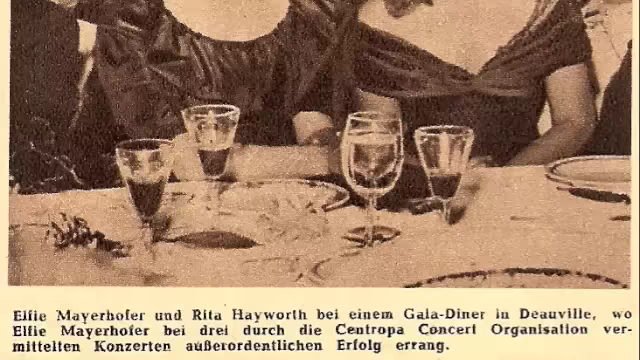 Elfie Mayerhofer und Rita Hayworth bei einem Gala-Diner in Deauville, wo
Elfie Mayerhofer bei drei durch die Centropa Concert Organisation ver-
mittelten Konzerten außerordentlichen Erfolg errang.